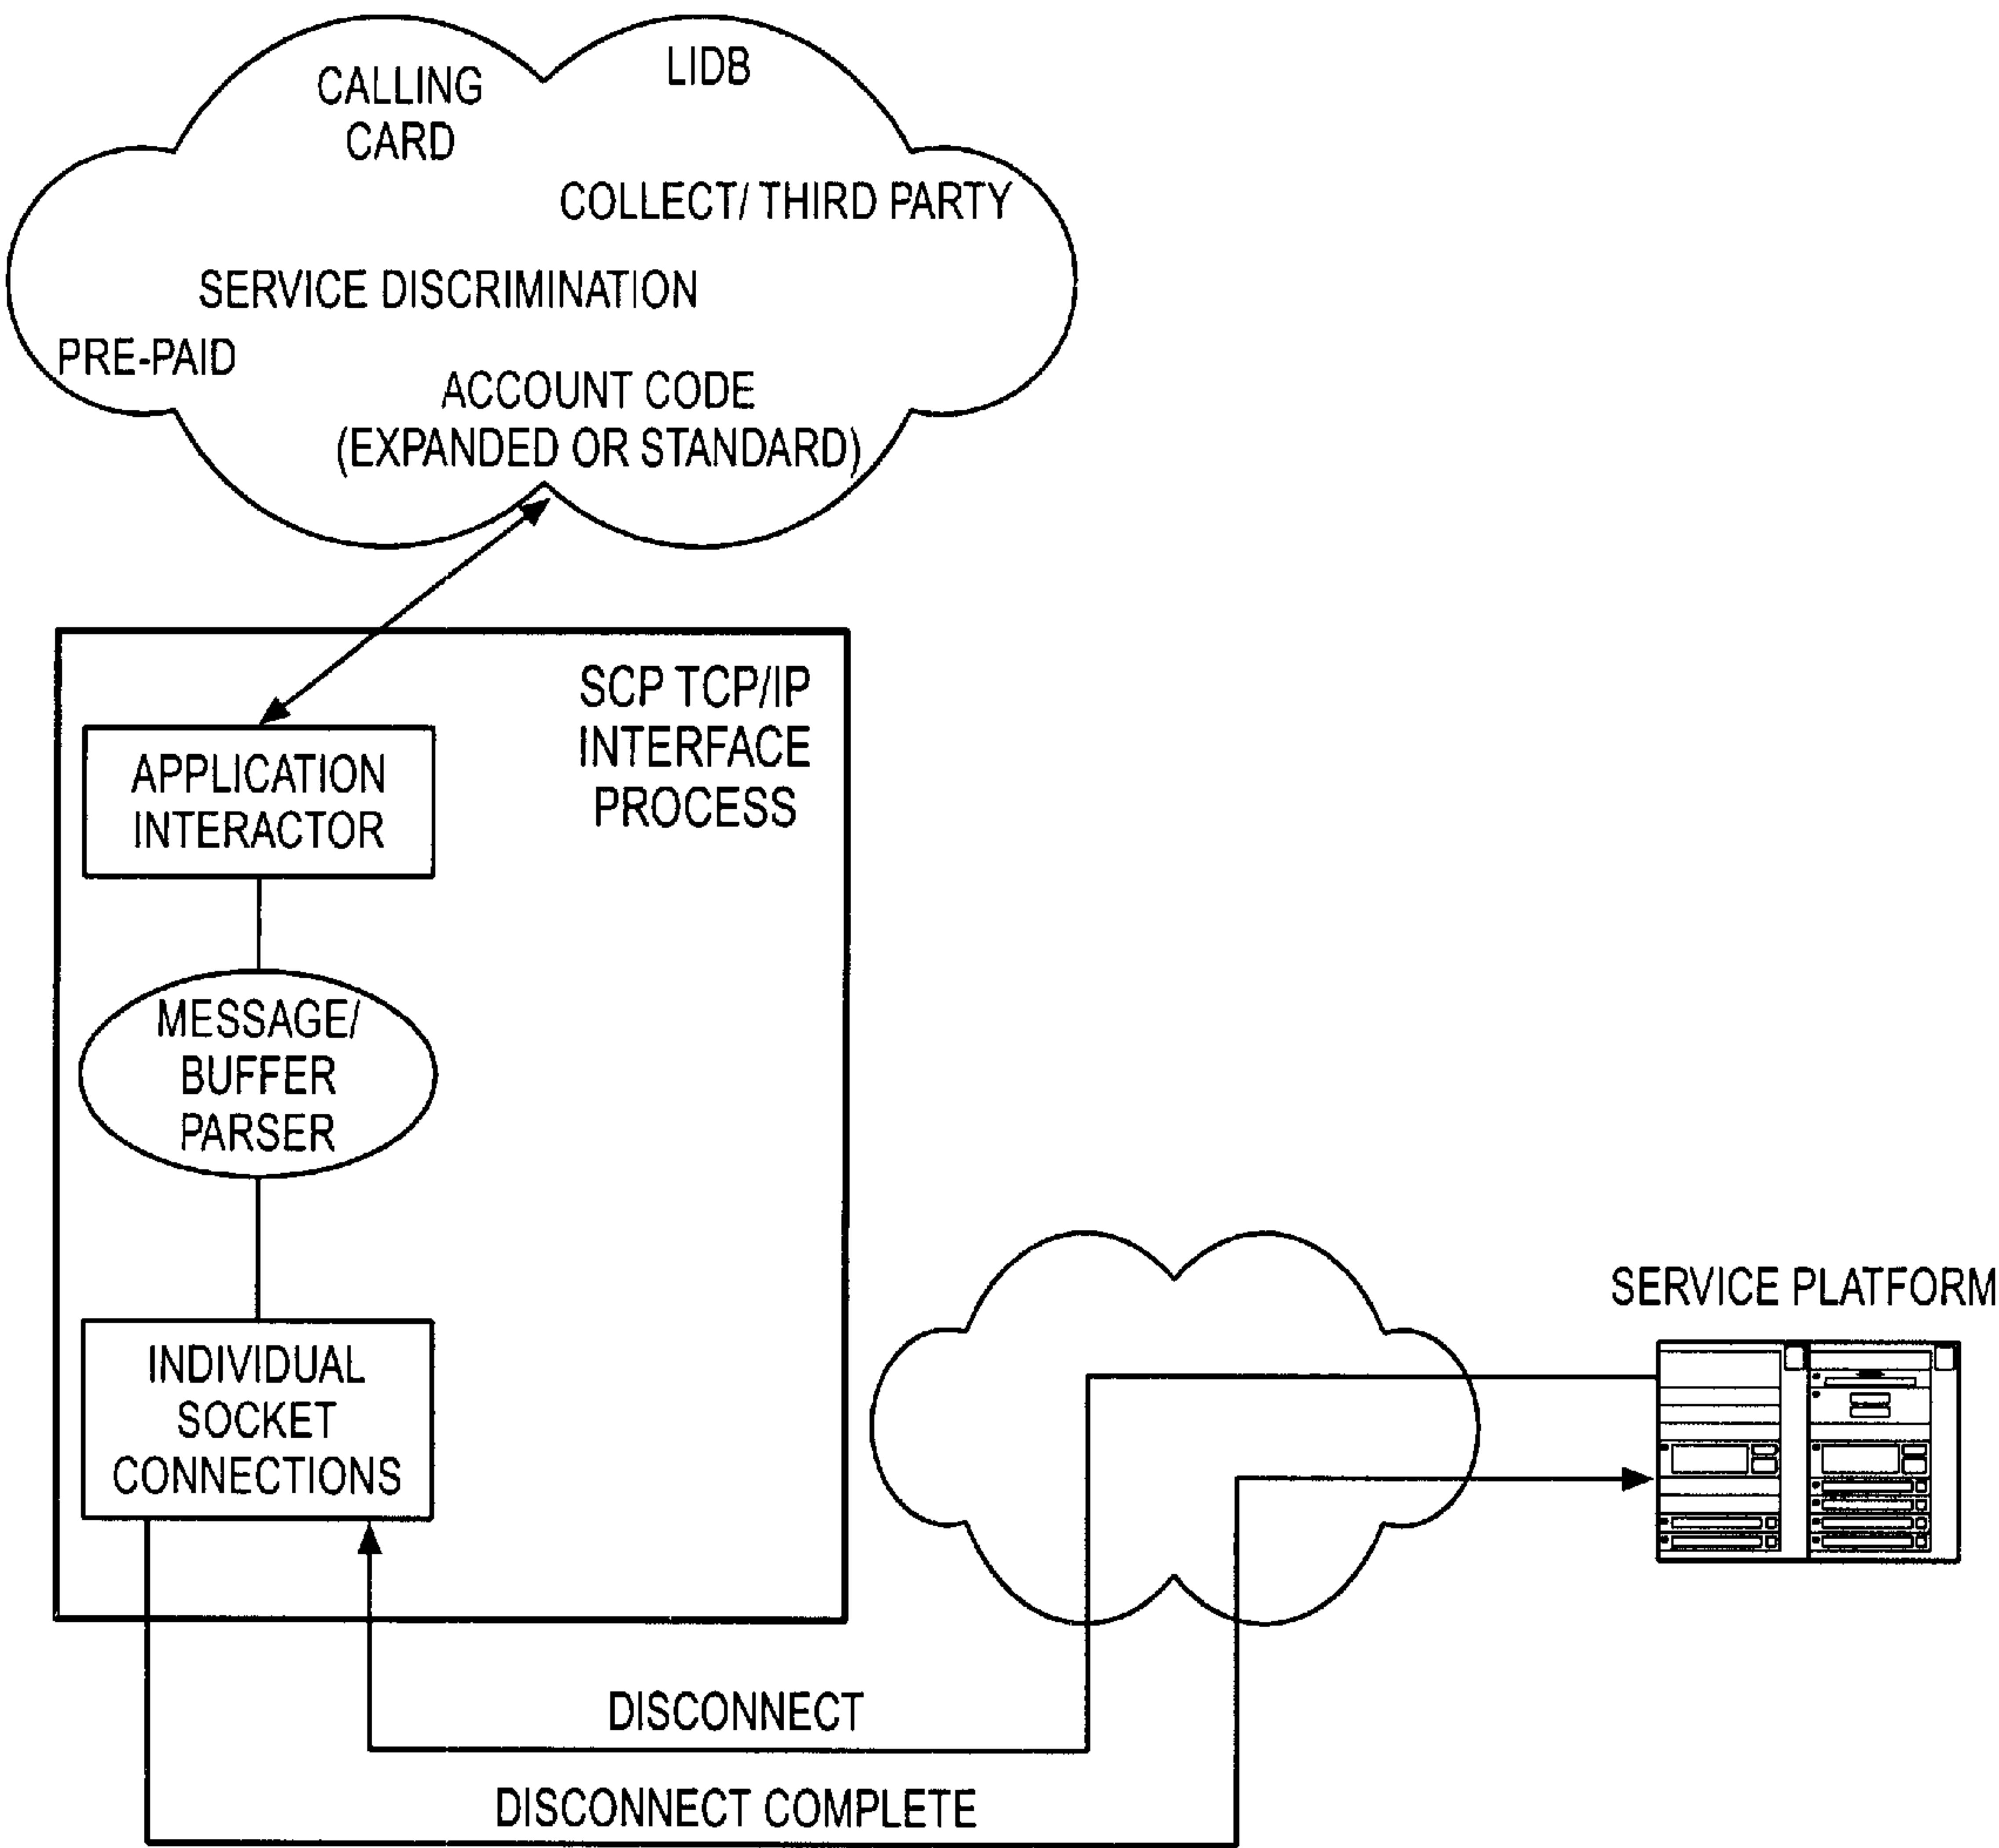 CALLING
CARD
LIDB
COLLECT/ THIRD PARTY
SERVICE DISCRIMINATION
PRE-PAID
ACCOUNT CODE
(EXPANDED OR STANDARD)
SCP TCP/IP
INTERFACE
PROCESS
APPLICATION
INTERACTOR
MESSAGE/
BUFFER
PARSER
INDIVIDUAL
SOCKET
CONNECTIONS
SERVICE PLATFORM
DISCONNECT
DISCONNECT COMPLETE